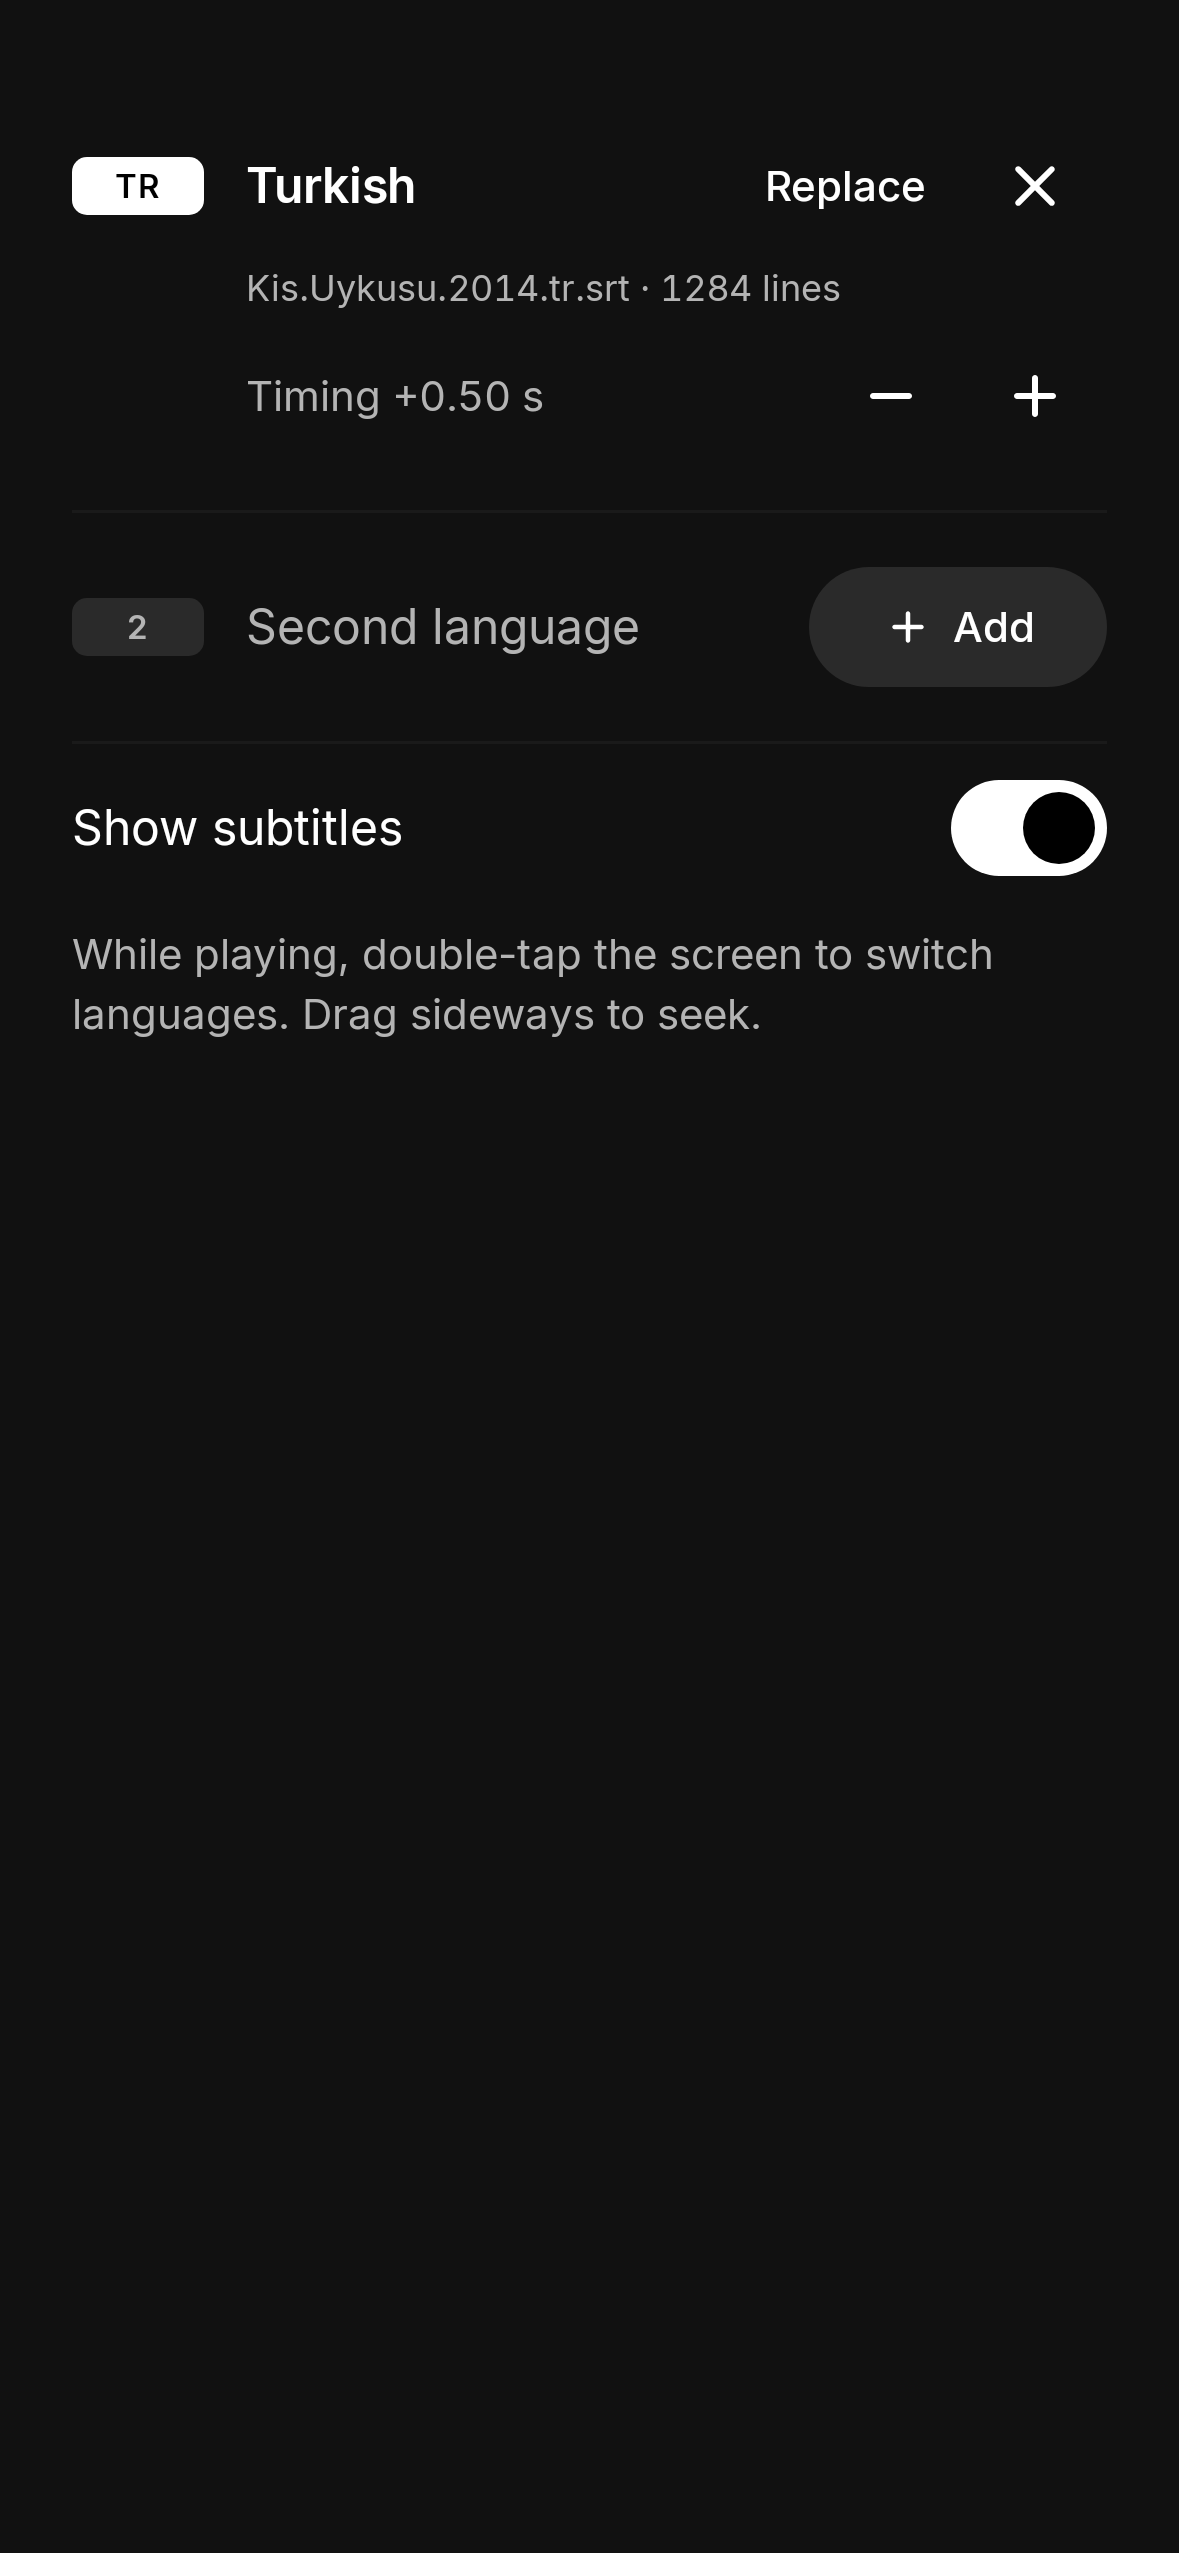 TR Turkish Replace
Kis.Uykusu.2014.tr.srt · 1284 lines
Timing +0.50 s
2 Second language + Add
Show subtitles
While playing, double-tap the screen to switch
languages. Drag sideways to seek.